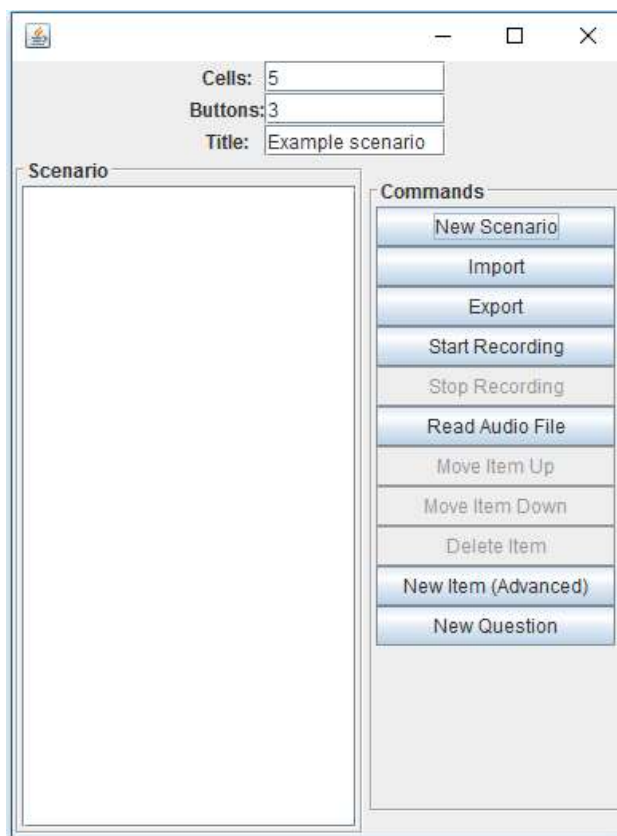 Cells: 5
Buttons: 3
Title: Example scenario
Scenario
Commands
New Scenario
Import
Export
Start Recording
Stop Recording
Read Audio File
Move Item Up
Move Item Down
Delete Item
New Item (Advanced)
New Question